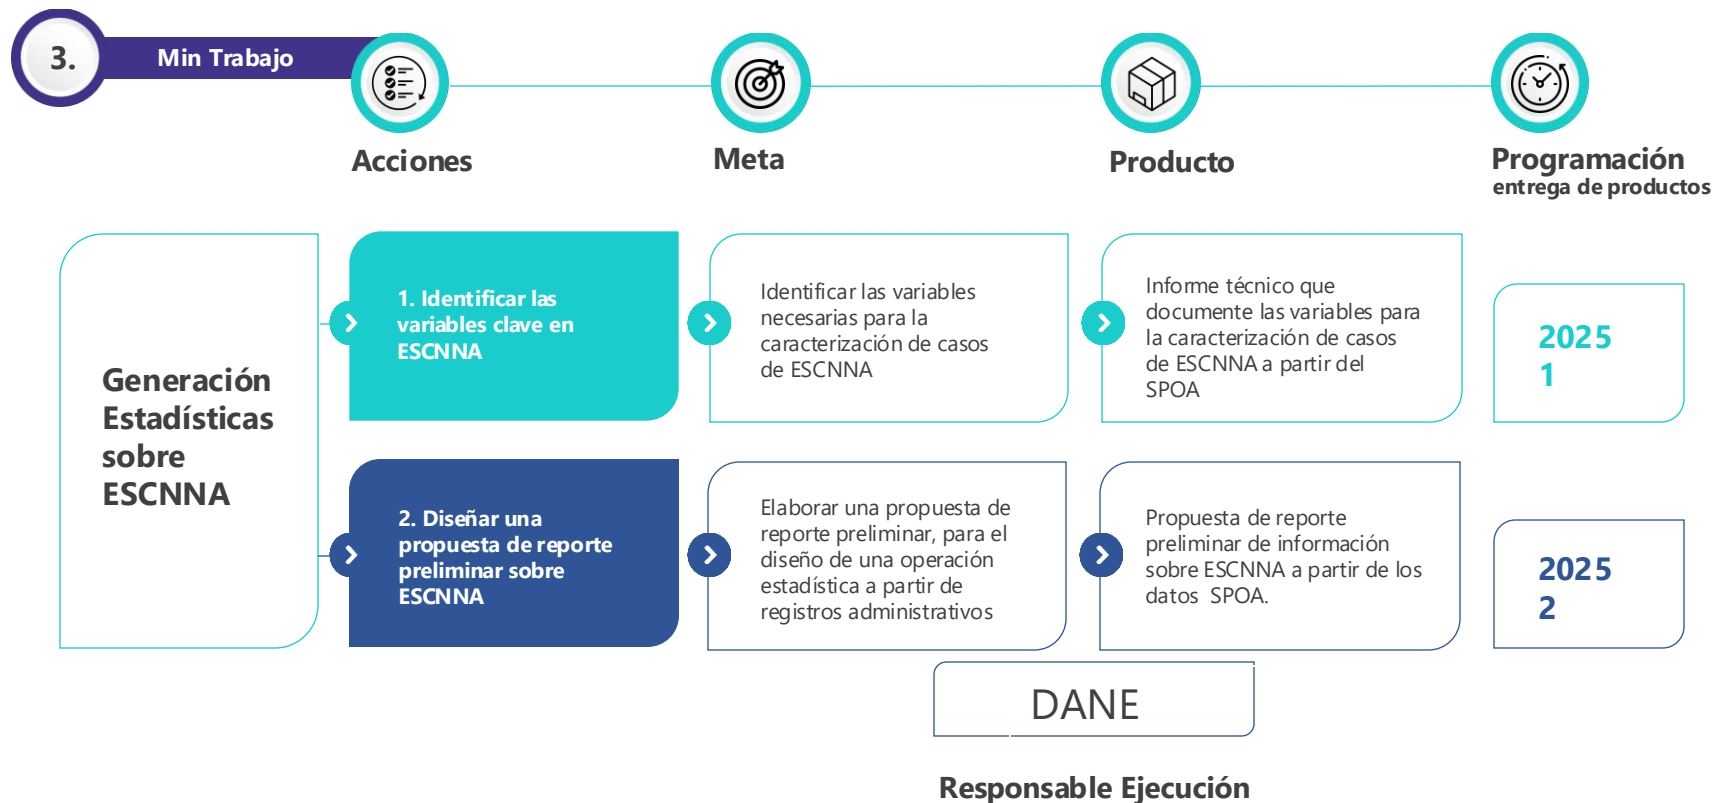 3.
Min Trabajo
Acciones
Meta
Producto
Programación
entrega de productos
Generación
Estadísticas
sobre
ESCNNA
1. Identificar las
variables clave en
ESCNNA
Identificar las variables
necesarias para la
caracterización de casos
de ESCNNA
Informe técnico que
documente las variables para
la caracterización de casos
de ESCNNA a partir del
SPOA
2025
1
2. Diseñar una
propuesta de reporte
preliminar sobre
ESCNNA
Elaborar una propuesta de
reporte preliminar, para el
diseño de una operación
estadística a partir de
registros administrativos
Propuesta de reporte
preliminar de información
sobre ESCNNA a partir de los
datos SPOA.
2025
2
DANE
Responsable Ejecución